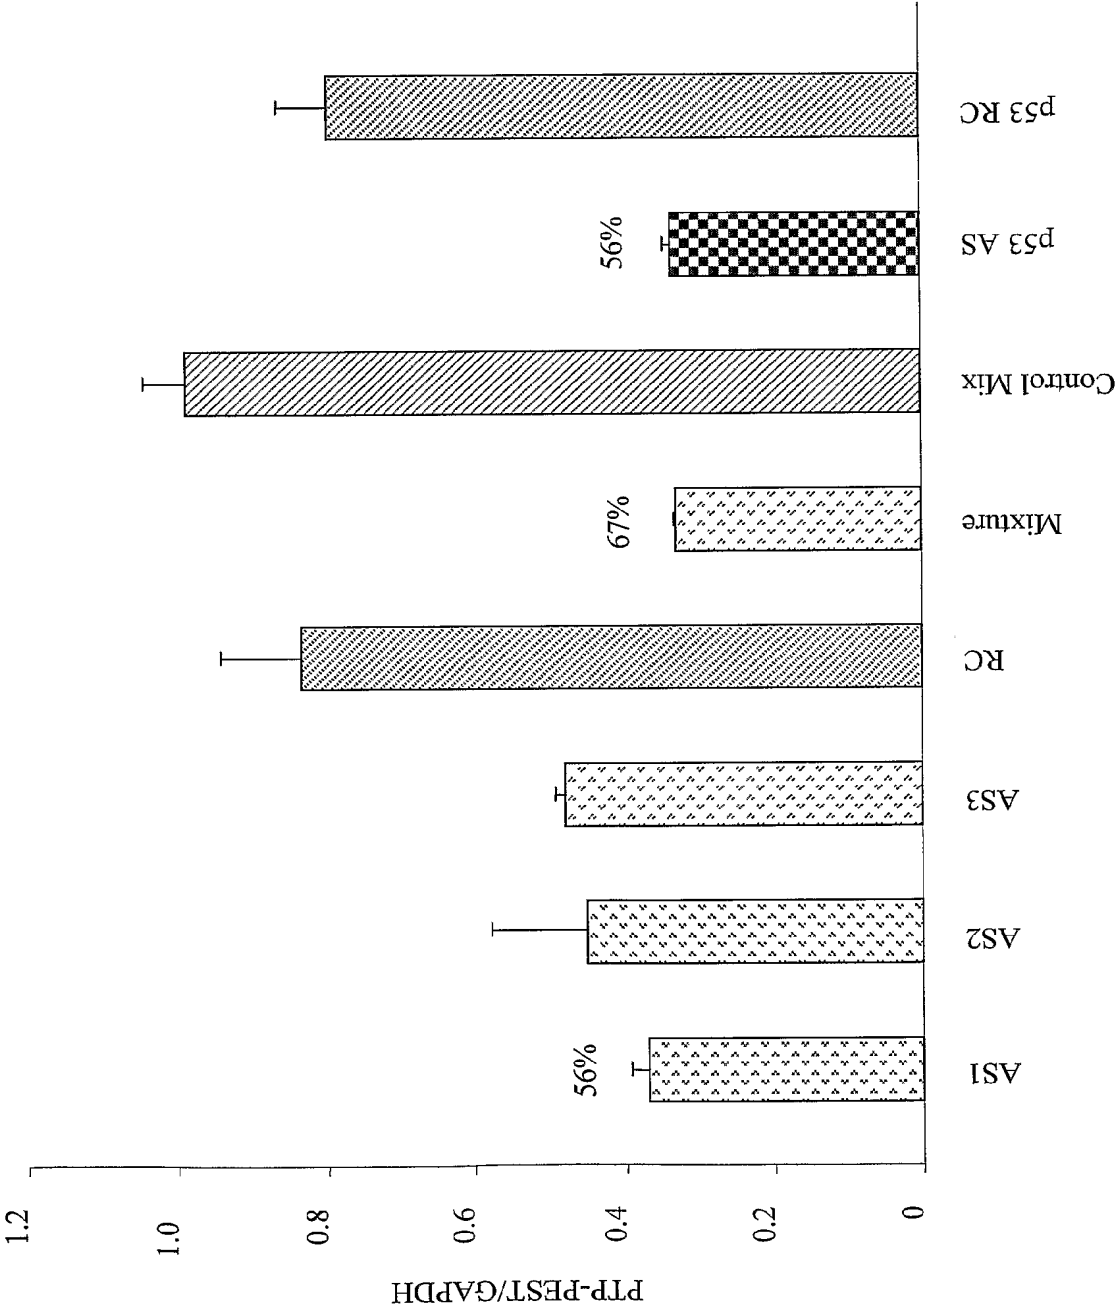 PTP-PEST/GAPDH
1.2
1.0
0.8
0.6
0.4
0.2
0
56%
67%
56%
AS1
AS2
AS3
RC
Mixture
Control Mix
p53 AS
p53 RC